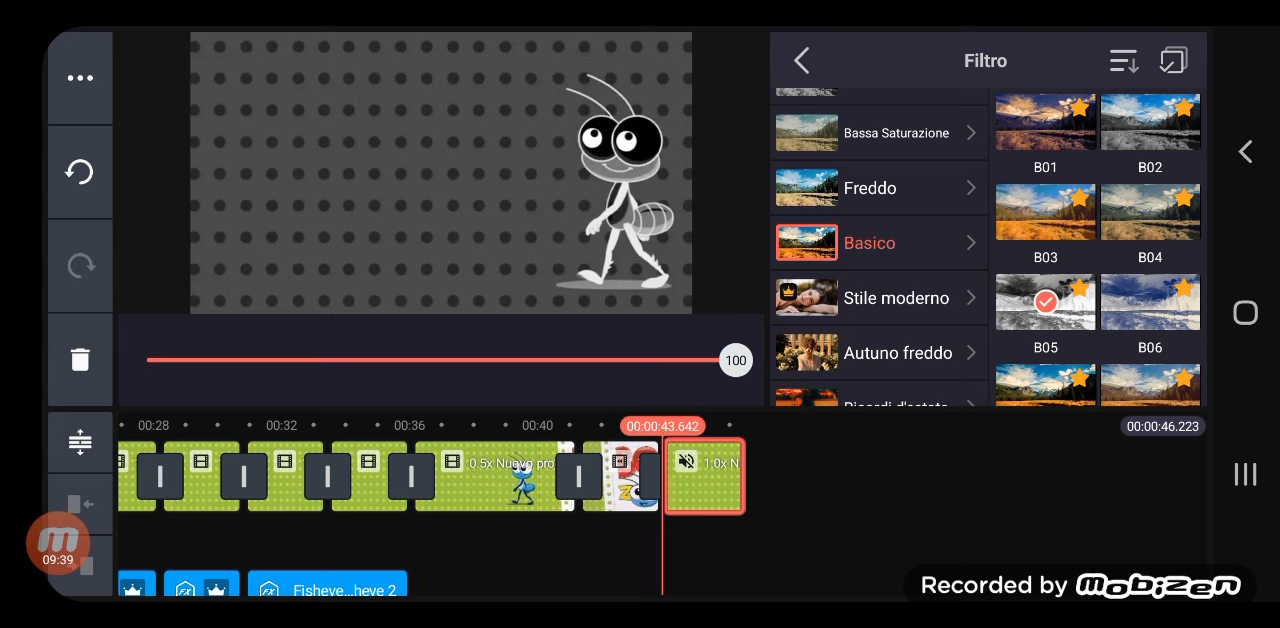 Filtro
Bassa Saturazione
Freddo
Basico
Stile moderno
Autuno freddo
B01
B02
B03
B04
B05
B06
100
00:28
00:32
00:36
00:40
00:00:43.642
00:00:46.223
0.5x Nuovo pro
1.0x N
09:39
FX
FX
Fisheye...heye 2
Recorded by mobizen